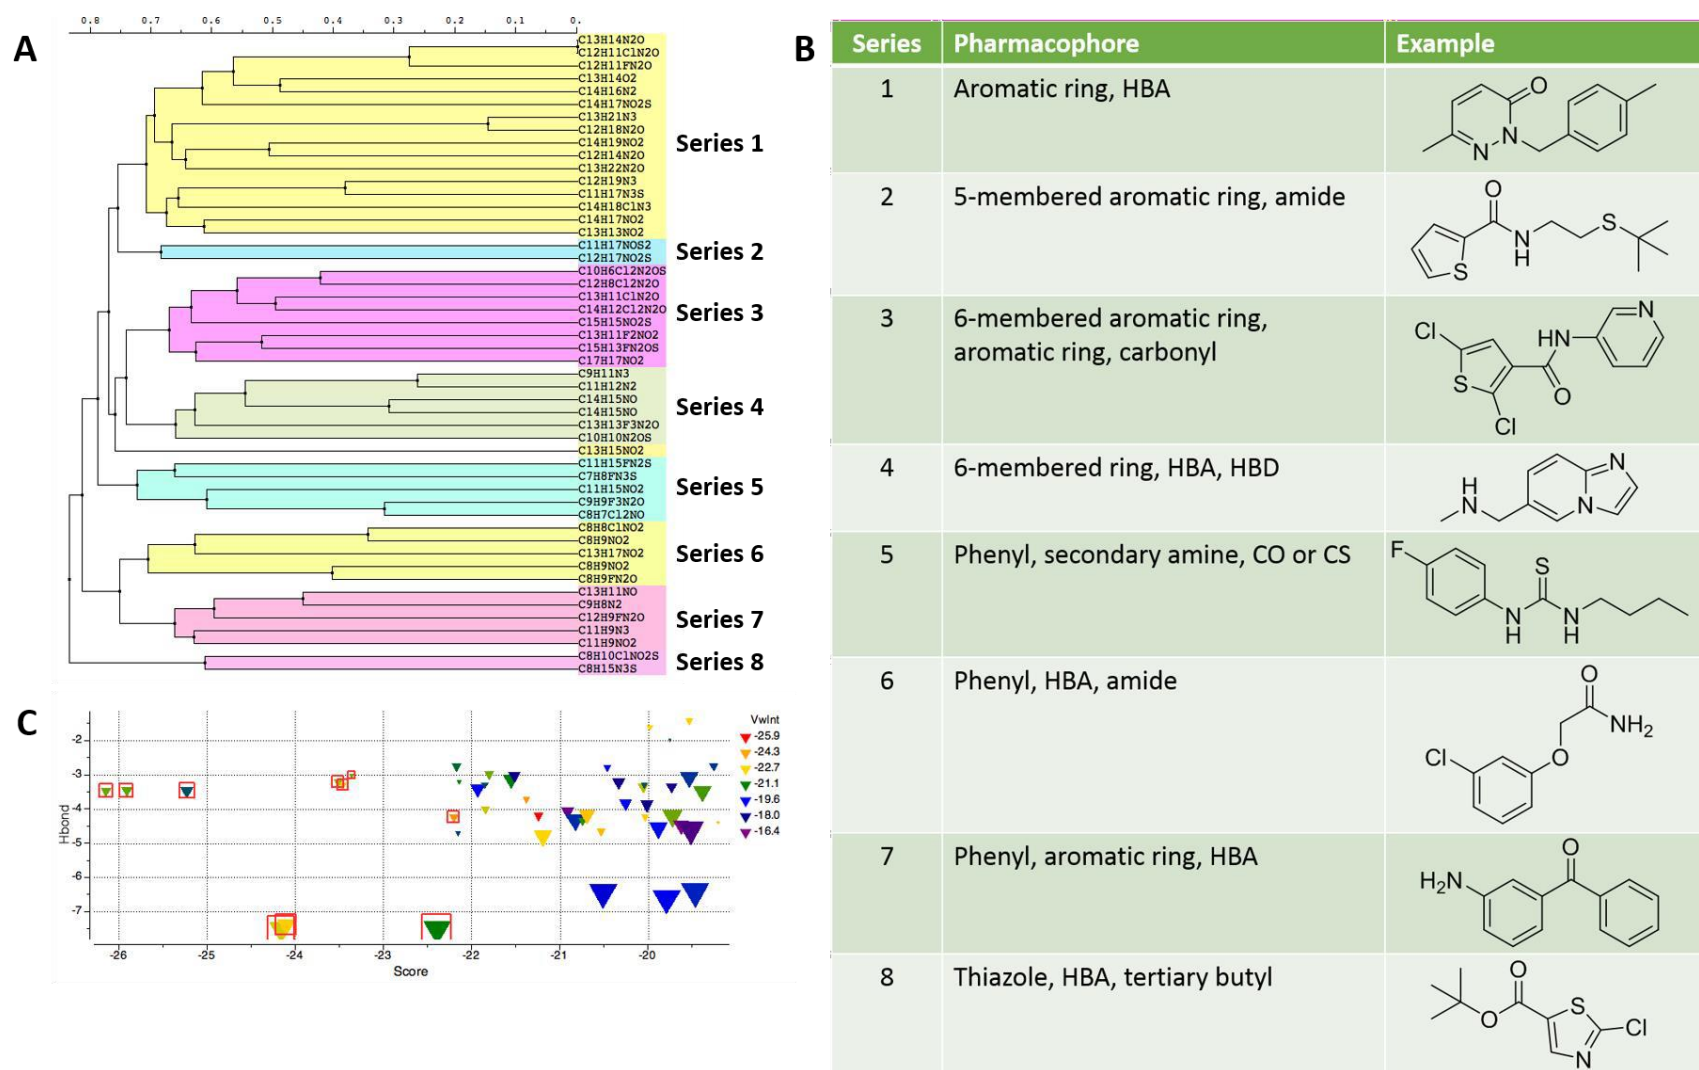 A
0.8 0.7 0.6 0.5 0.4 0.3 0.2 0.1 0.
C13H14N2O
C12H11ClN2O
C12H11FN2O
C13H14O2
C14H16N2
C14H17NO2S
C13H21N3
C12H18N2O
C14H19NO2
C12H14N2O
C13H22N2O
C12H19N3
C11H17N3S
C14H18ClN3
C14H17NO2
C13H13NO2
Series 1
C11H17NOS2
C12H17NO2S
Series 2
C10H6Cl2N2OS
C12H8Cl2N2O
C13H11ClN2O
C14H12Cl2N2O
C15H15NO2S
C13H11F2NO2
C15H13FN2OS
C17H17NO2
Series 3
C9H11N3
C11H12N2
C14H15NO
C14H15NO
C13H13F3N2O
C10H10N2OS
Series 4
C13H15NO2
C11H15FN2S
C7H8FN3S
C11H15NO2
C9H9F3N2O
C8H7Cl2NO
Series 5
C8H8ClNO2
C8H9NO2
C13H17NO2
C8H9NO2
C8H9FN2O
Series 6
C13H11NO
C9H8N2
C12H9FN2O
C11H9N3
C11H9NO2
Series 7
C8H10ClNO2S
C8H15N3S
Series 8
B
Series Pharmacophore Example
1 Aromatic ring, HBA
O
N
N
2 5-membered aromatic ring, amide
O
S
N
H
S
3 6-membered aromatic ring,
aromatic ring, carbonyl
N
Cl
HN
S
O
Cl
4 6-membered ring, HBA, HBD
N
H
N
N
5 Phenyl, secondary amine, CO or CS
F
S
N
H
N
H
6 Phenyl, HBA, amide
O
NH2
O
Cl
7 Phenyl, aromatic ring, HBA
O
H2N
8 Thiazole, HBA, tertiary butyl
O
O
S
Cl
N
C
Hbond
-2
-3
-4
-5
-6
-7
-26 -25 -24 -23 -22 -21 -20
Score
VwInt
-25.9
-24.3
-22.7
-21.1
-19.6
-18.0
-16.4